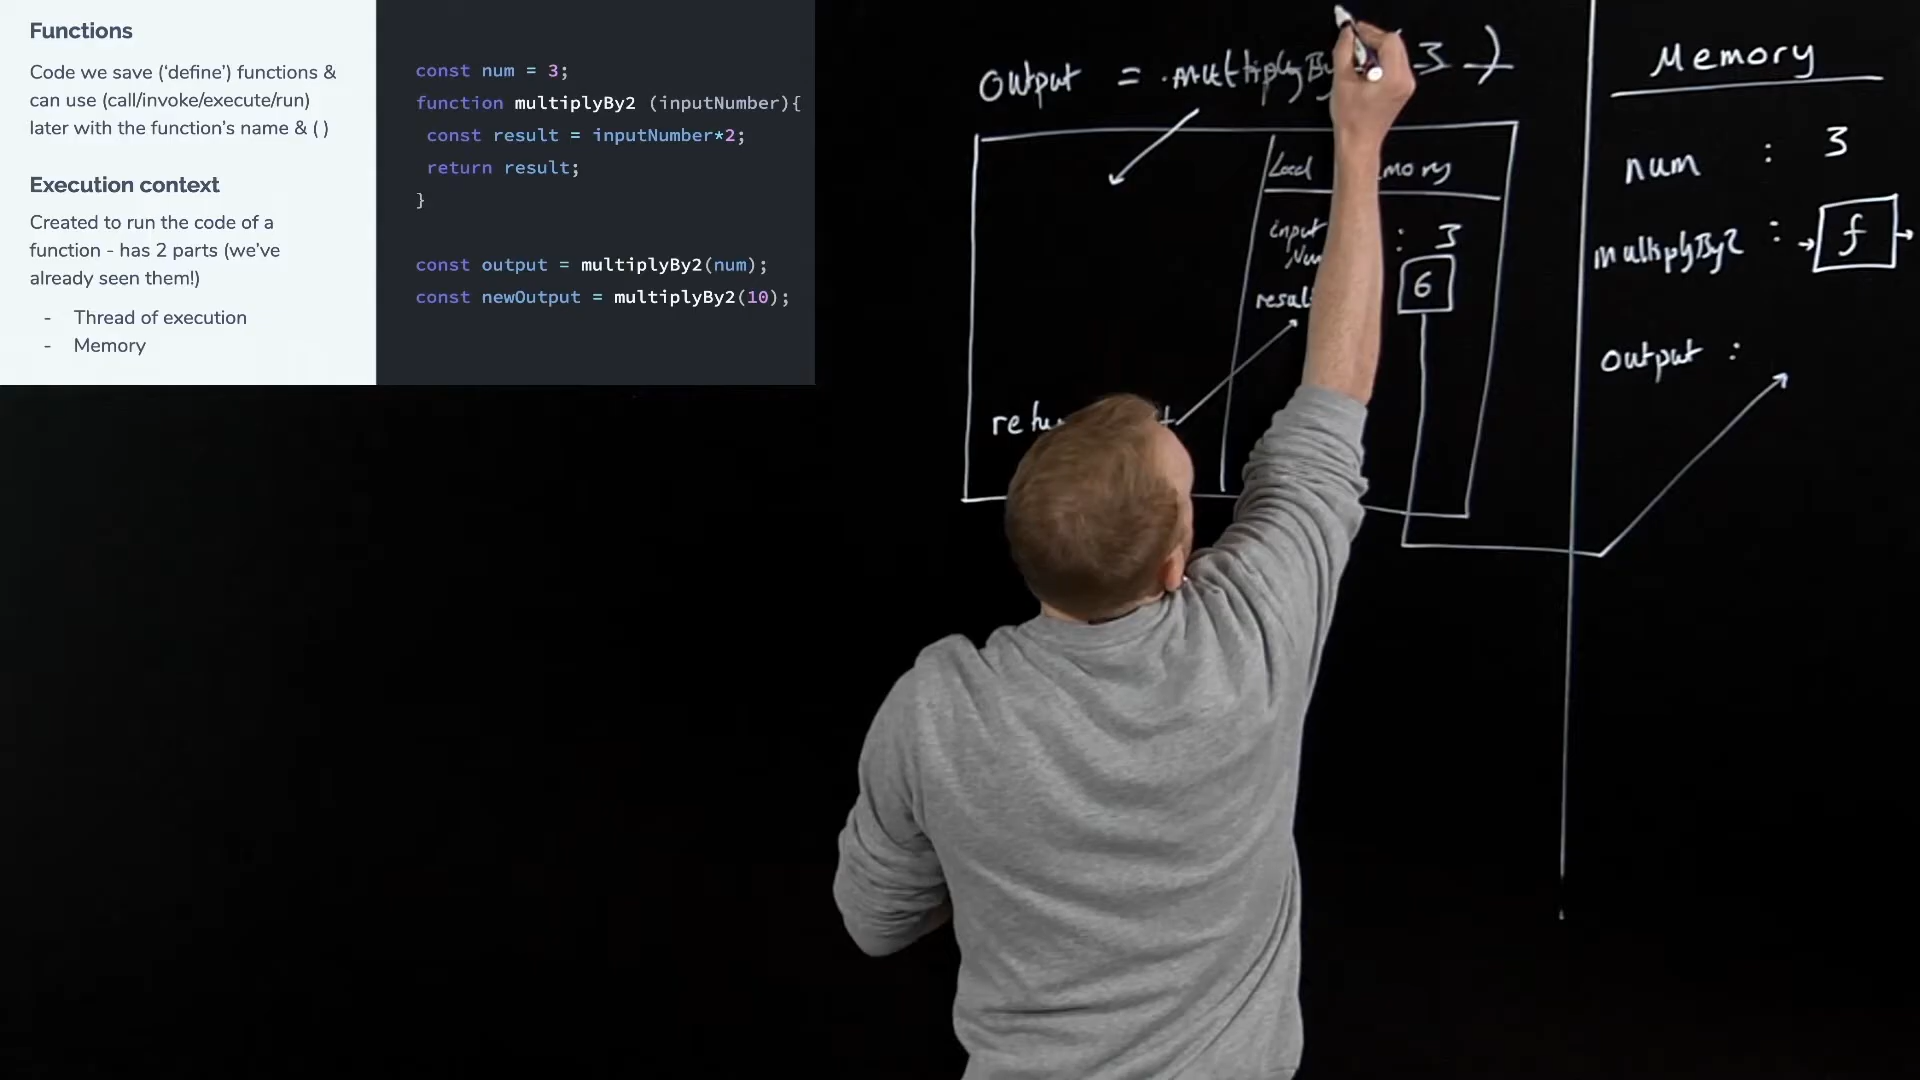 Functions
Code we save (‘define’) functions &
can use (call/invoke/execute/run)
later with the function’s name & ( )
Execution context
Created to run the code of a
function - has 2 parts (we’ve
already seen them!)
- Thread of execution
- Memory
const num = 3;
function multiplyBy2 (inputNumber){
const result = inputNumber*2;
return result;
}
const output = multiplyBy2(num);
const newOutput = multiplyBy2(10);
Output = multiplyBy 3 )
Local
input : 3
6
Memory
num : 3
multiplyBy2 : f
Output :